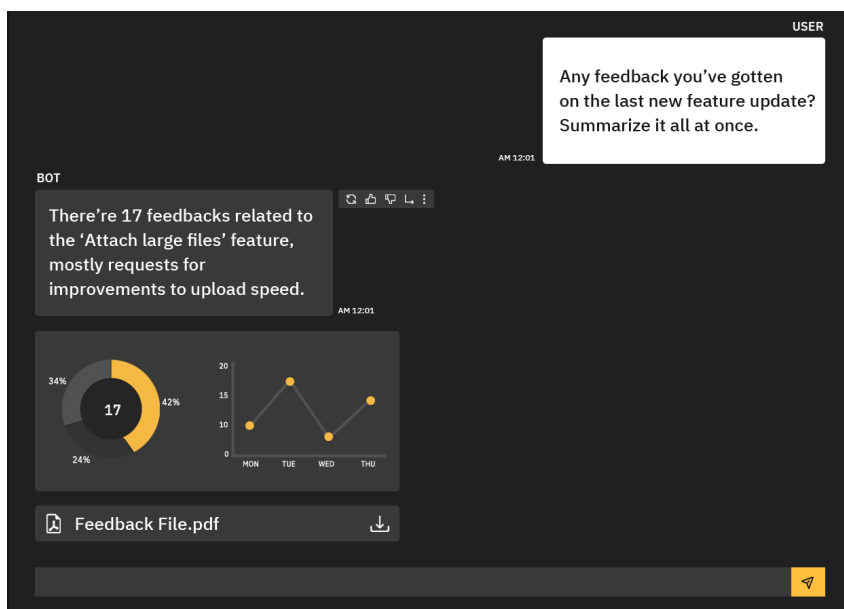 USER
Any feedback you’ve gotten
on the last new feature update?
Summarize it all at once.
AM 12:01
BOT
There’re 17 feedbacks related to
the ‘Attach large files’ feature,
mostly requests for
improvements to upload speed.
AM 12:01
34%
17
42%
24%
20
15
10
0
MON TUE WED THU
Feedback File.pdf